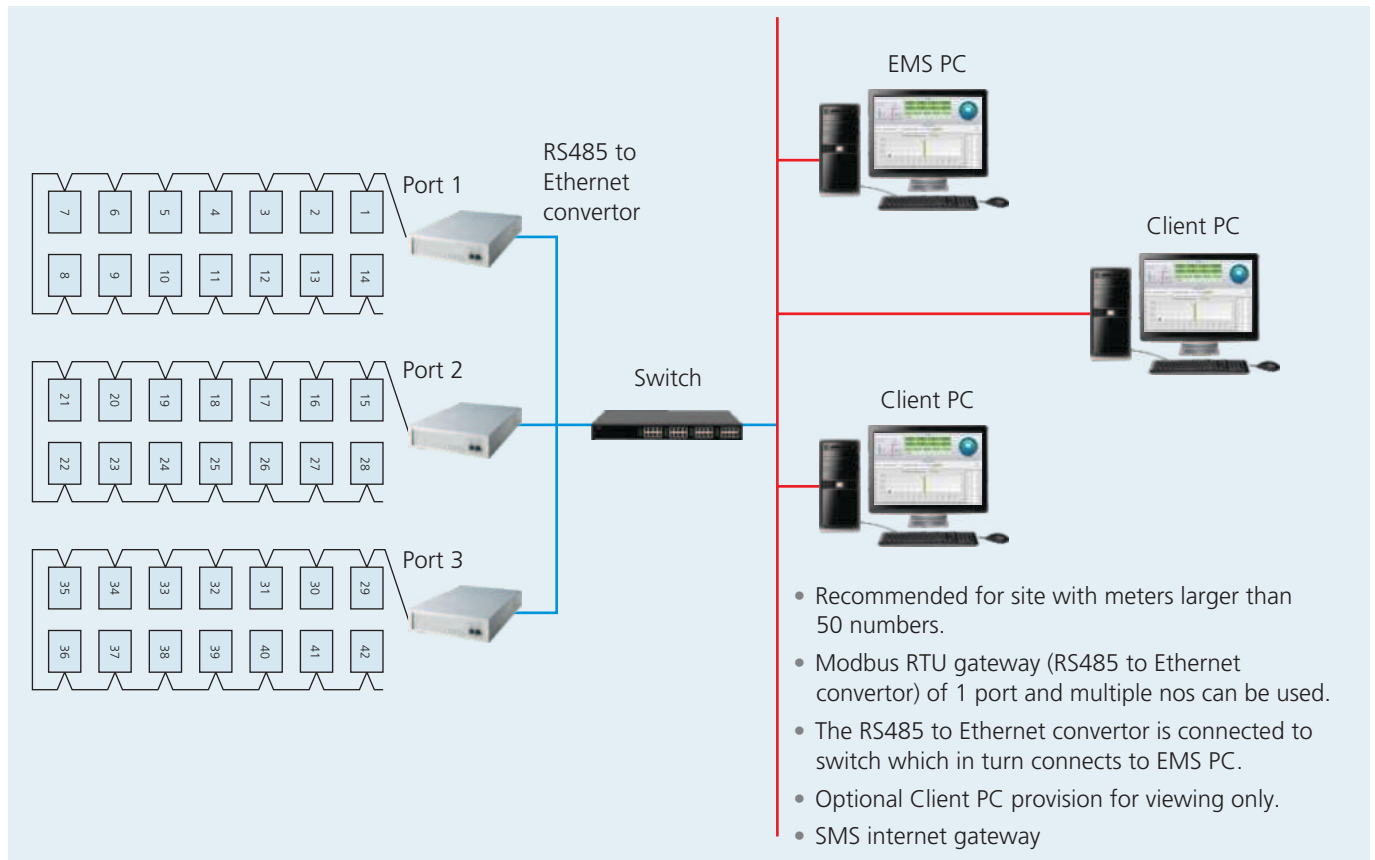 EMS PC
RS485 to
Ethernet
convertor
Port 1
7 6 5 4 3 2 1
8 9 10 11 12 13 14
Client PC
Port 2
21 20 19 18 17 16 15
22 23 24 25 26 27 28
Switch
Client PC
Port 3
35 34 33 32 31 30 29
36 37 38 39 40 41 42
• Recommended for site with meters larger than
50 numbers.
• Modbus RTU gateway (RS485 to Ethernet
convertor) of 1 port and multiple nos can be used.
• The RS485 to Ethernet convertor is connected to
switch which in turn connects to EMS PC.
• Optional Client PC provision for viewing only.
• SMS internet gateway